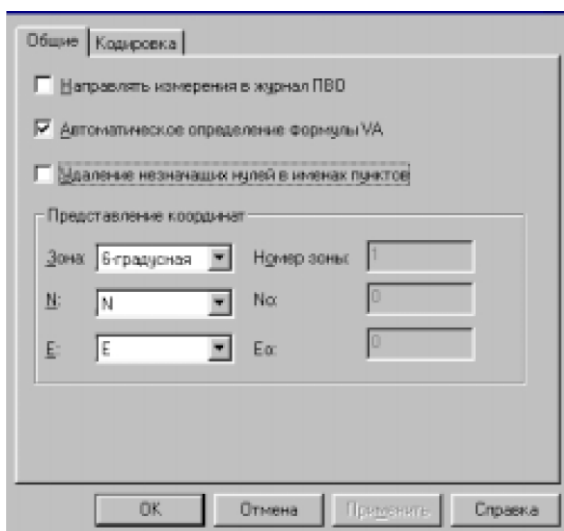 Общие Кодировка
Направлять измерения в журнал ПВО
Автоматическое определение формулы VA
Удаление незначащих нулей в именах пунктов
Представление координат
Зона: 6-градусная Номер зоны: 1
N: N No: 0
E: E Eo: 0
OK Отмена Применить Справка